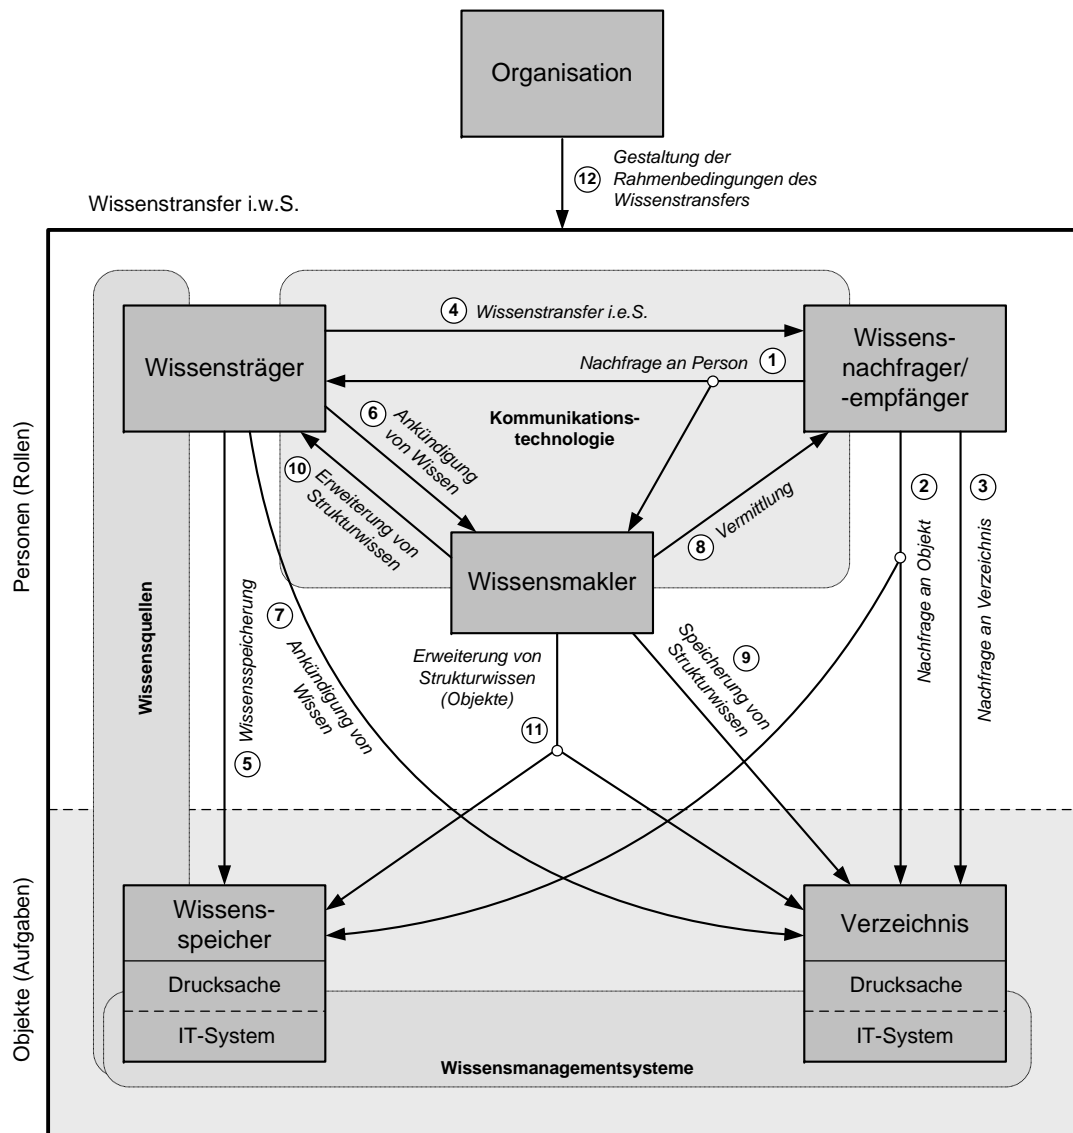 Organisation
12
Gestaltung der
Rahmenbedingungen des
Wissenstransfers
Wissenstransfer i.w.S.
Personen (Rollen)
Wissensträger
4
Wissenstransfer i.e.S.
Wissens-
nachfrager/
-empfänger
Nachfrage an Person
1
Kommunikations-
technologie
6
Ankündigung
von Wissen
10
Erweiterung von
Strukturwissen
8
Vermittlung
2
Nachfrage an Objekt
3
Nachfrage an Verzeichnis
Wissensmakler
Wissensquellen
5
Wissensspeicherung
7
Ankündigung von
Wissen
Erweiterung von
Strukturwissen
(Objekte)
11
9
Speicherung von
Strukturwissen
Objekte (Aufgaben)
Wissens-
speicher
Drucksache
IT-System
Verzeichnis
Drucksache
IT-System
Wissensmanagementsysteme